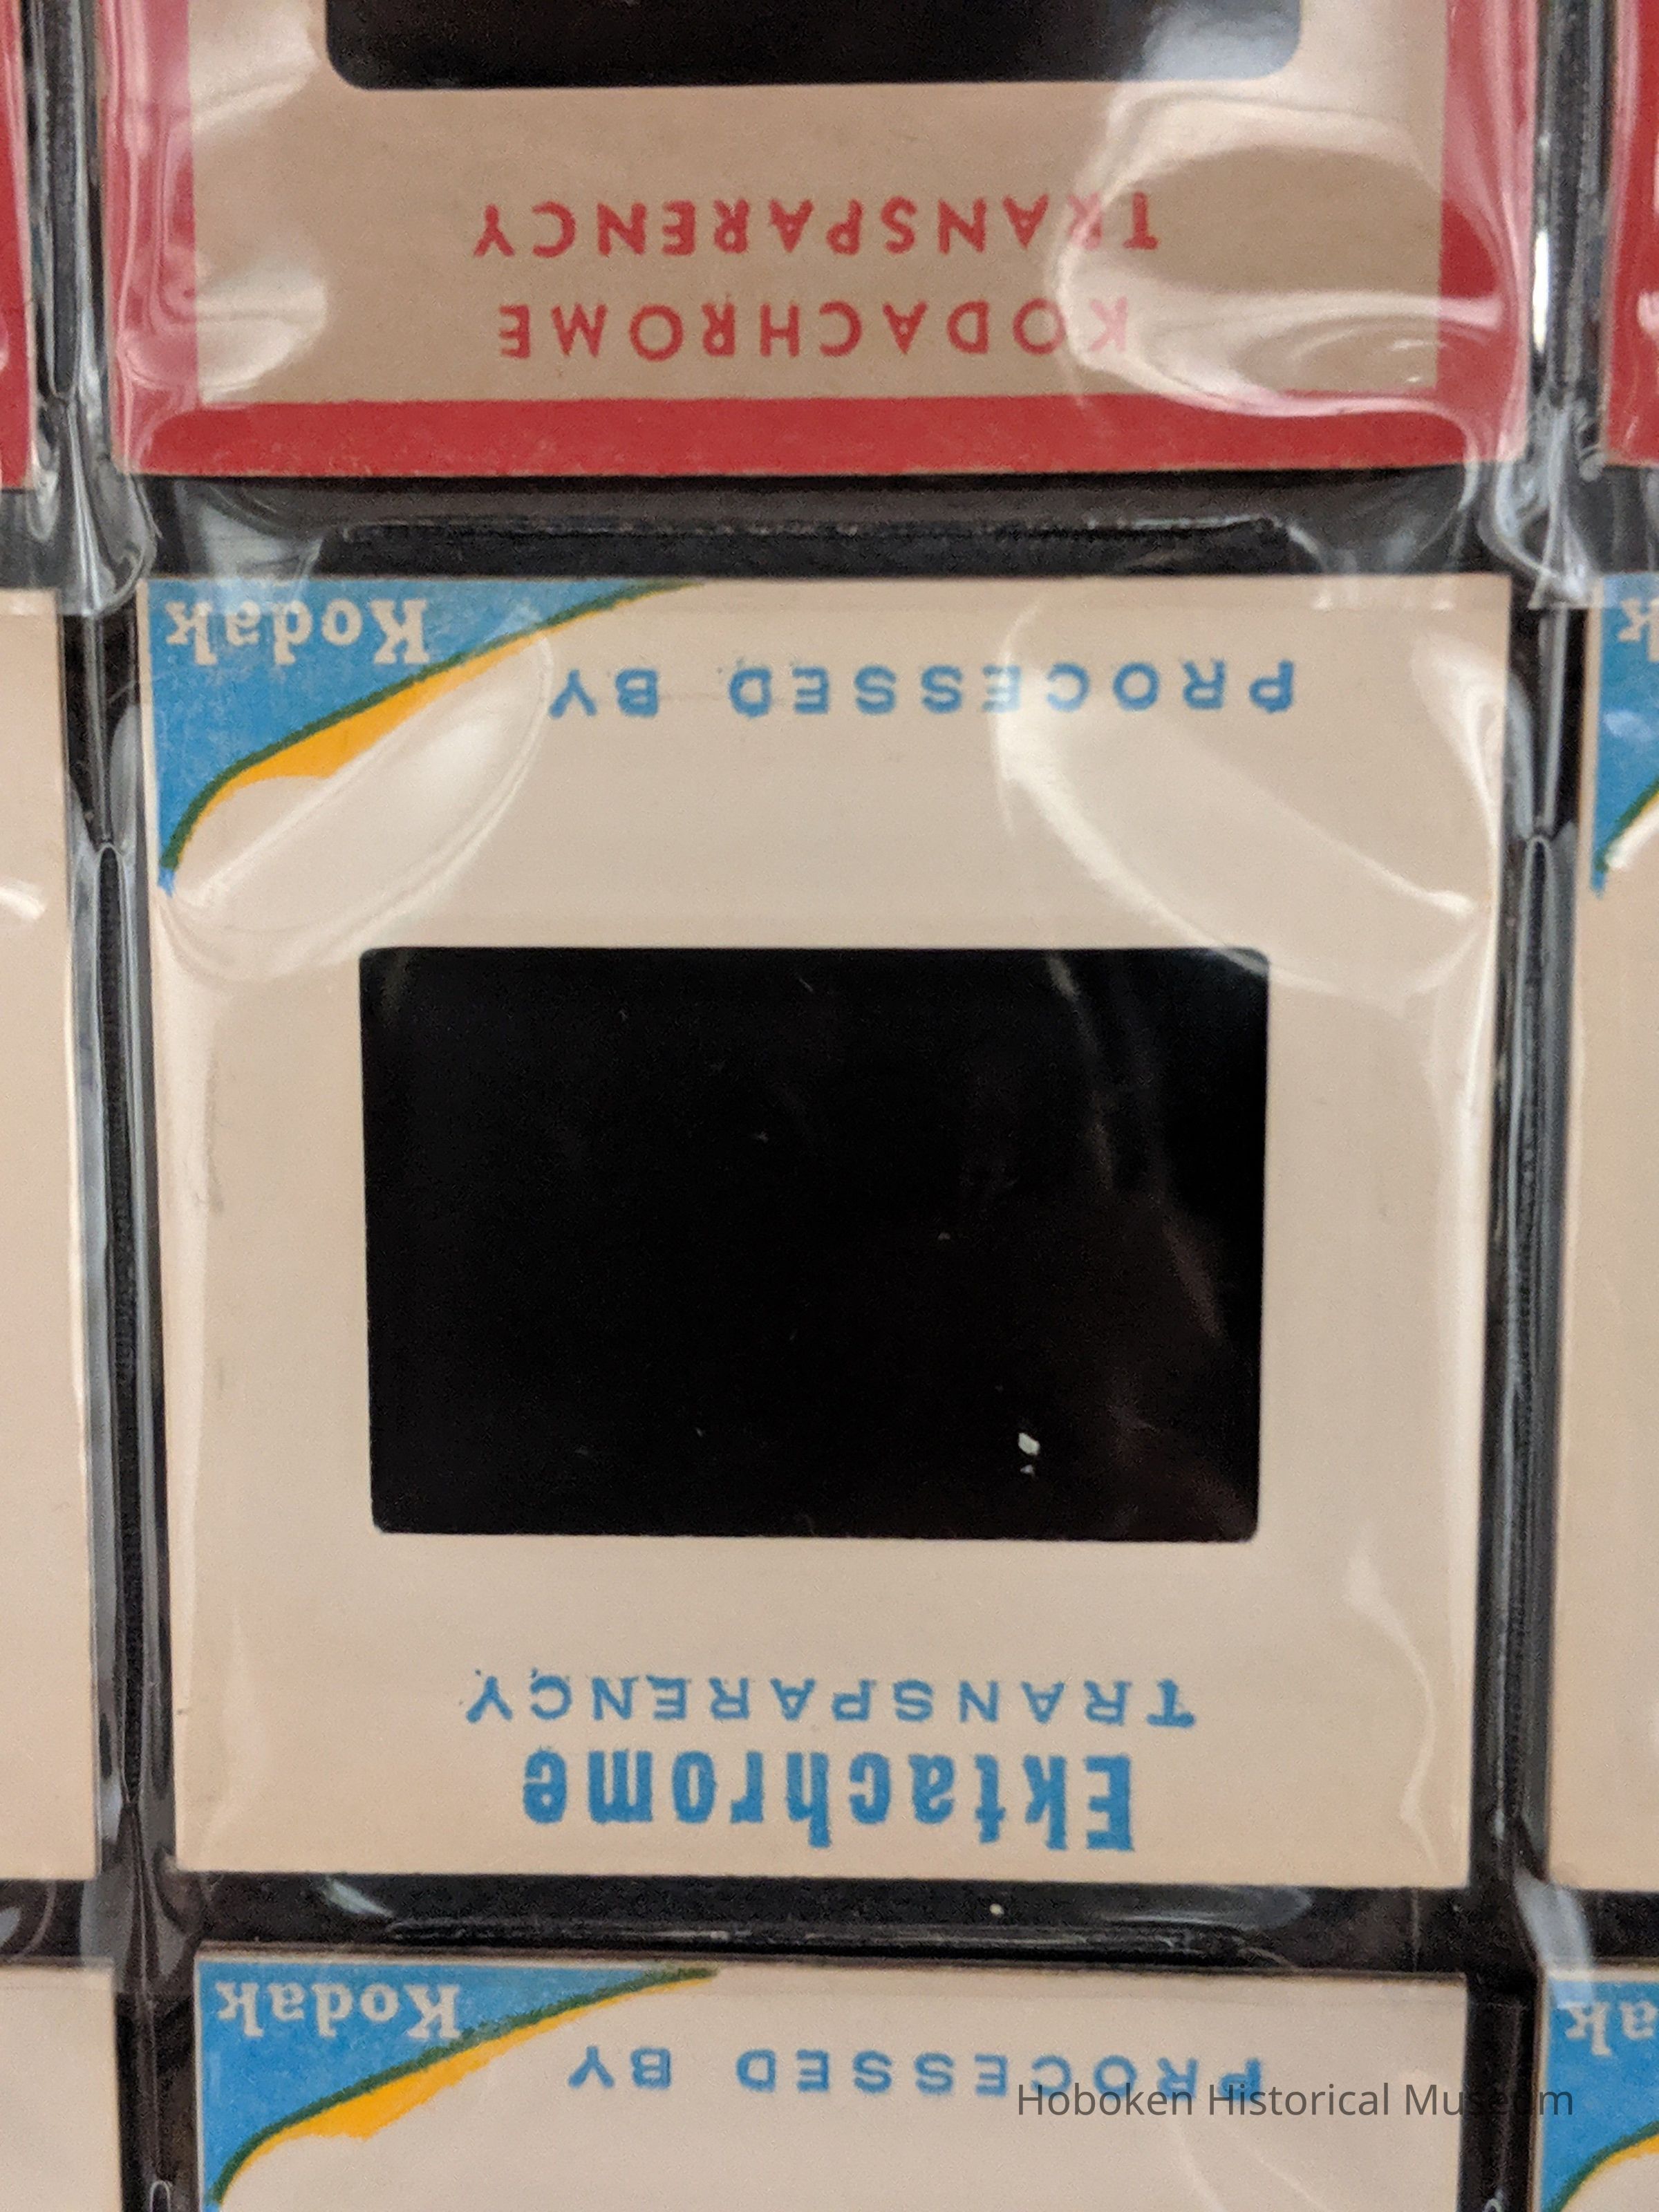 TRANSPARENCY
KODACHROME
Kodak
PROCESSED BY
Ektachrome
TRANSPARENCY
Kodak
PROCESSED BY
Hoboken Historical Museum